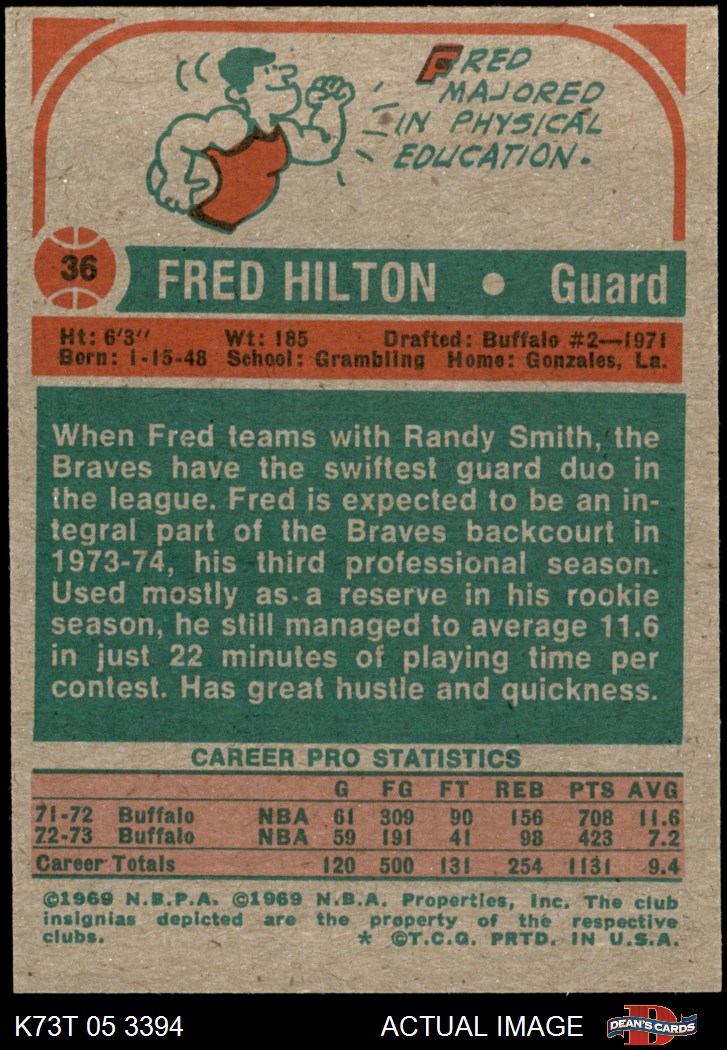 FRED
MAJORED
IN PHYSICAL
EDUCATION.
36 FRED HILTON • Guard
Ht: 6'3" Wt: 185 Drafted: Buffalo #2—1971
Born: 1-15-48 School: Grambling Home: Gonzales, La.
When Fred teams with Randy Smith, the
Braves have the swiftest guard duo in
the league. Fred is expected to be an in-
tegral part of the Braves backcourt in
1973-74, his third professional season.
Used mostly as a reserve in his rookie
season, he still managed to average 11.6
in just 22 minutes of playing time per
contest. Has great hustle and quickness.
CAREER PRO STATISTICS
G FG FT REB PTS AVG
71-72 Buffalo NBA 61 309 90 156 708 11.6
72-73 Buffalo NBA 59 191 41 98 423 7.2
Career Totals 120 500 131 254 1131 9.4
©1969 N.B.P.A. ©1969 N.B.A. Properties, Inc. The club
insignias depicted are the property of the respective
clubs. * ©T.C.G. PRTD. IN U.S.A.
K73T 05 3394 ACTUAL IMAGE D DEAN'S CARDS